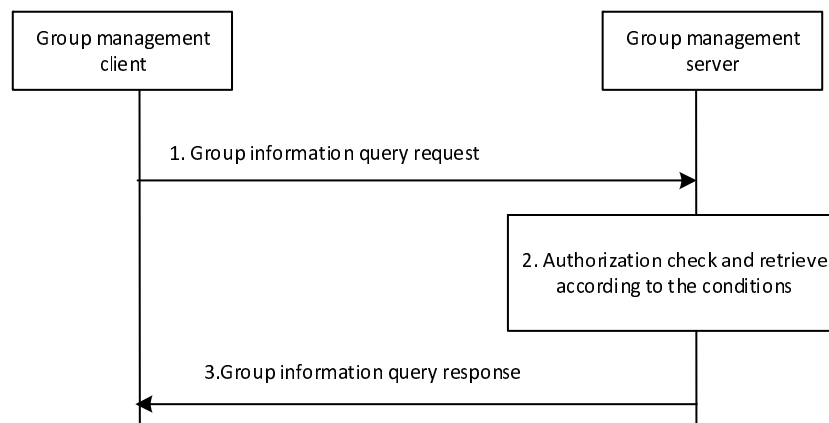 Group management
client
Group management
server
1. Group information query request
2. Authorization check and retrieve
according to the conditions
3.Group information query response